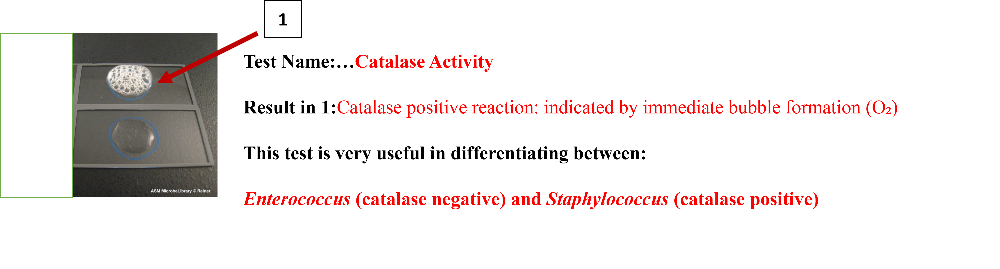 1
Test Name:...Catalase Activity
Result in 1:Catalase positive reaction: indicated by immediate bubble formation (O₂)
This test is very useful in differentiating between:
Enterococcus (catalase negative) and Staphylococcus (catalase positive)
ASM MicrobeLibrary © Reiner